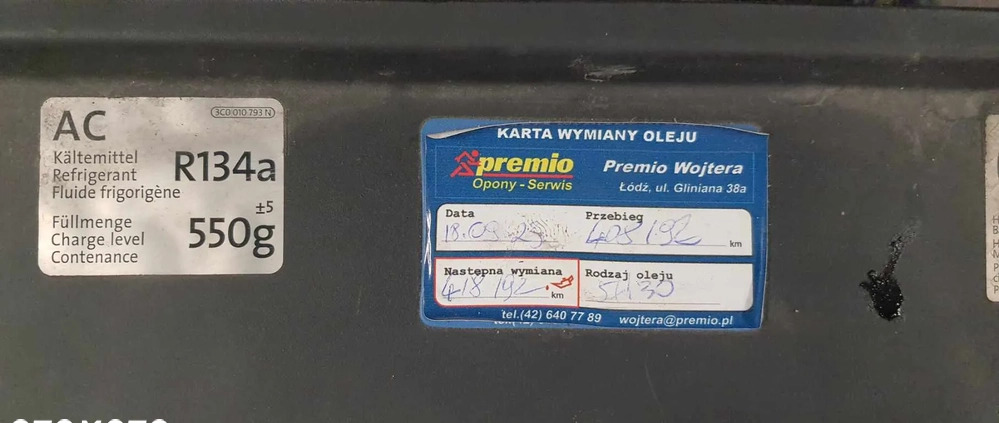 AC
3C0 010 793 N
Kältemittel
Refrigerant
Fluide frigorigène
R134a
Füllmenge
Charge level
Contenance
±5
550g
KARTA WYMIANY OLEJU
premio
Opony - Serwis
Premio Wojtera
Łódź, ul. Gliniana 38a
Data
Przebieg
408 192
km
Następna wymiana
418 192
km
Rodzaj oleju
tel.(42) 640 77 89
wojtera@premio.pl